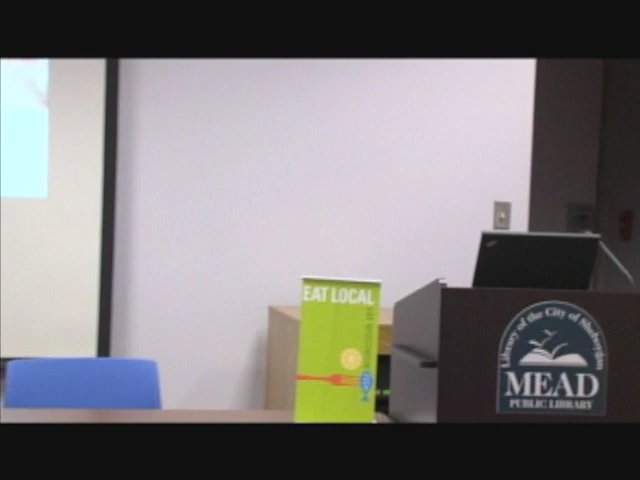 EAT LOCAL
Library of the City of Sheboygan
MEAD
PUBLIC LIBRARY